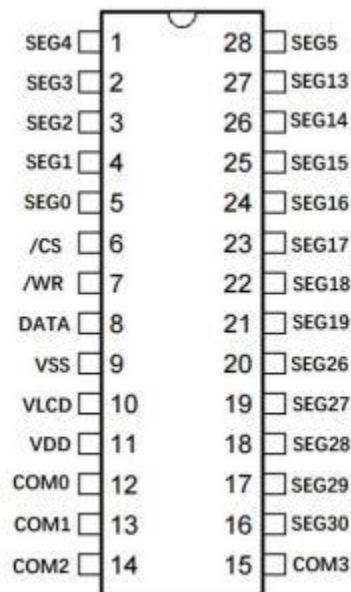 SEG4 1 28 SEG5
SEG3 2 27 SEG13
SEG2 3 26 SEG14
SEG1 4 25 SEG15
SEG0 5 24 SEG16
/CS 6 23 SEG17
/WR 7 22 SEG18
DATA 8 21 SEG19
VSS 9 20 SEG26
VLCD 10 19 SEG27
VDD 11 18 SEG28
COM0 12 17 SEG29
COM1 13 16 SEG30
COM2 14 15 COM3